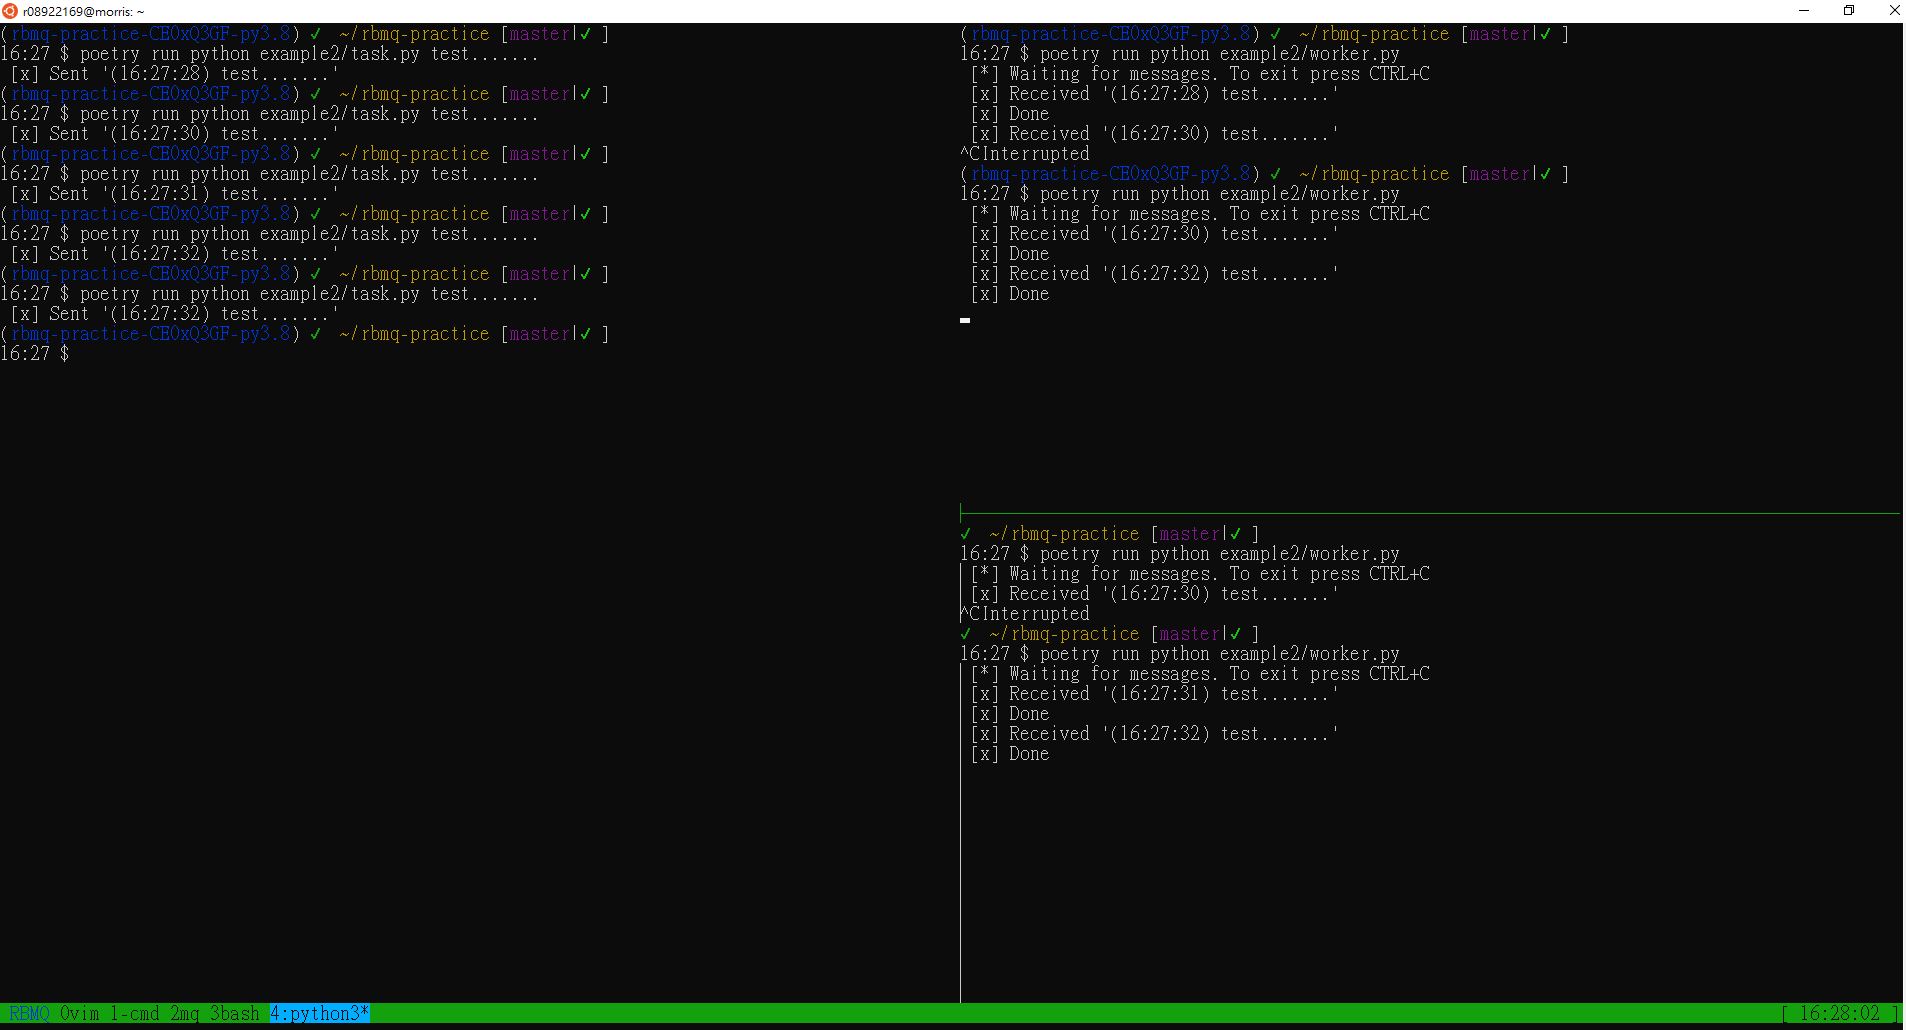 r08922169@morris: ~
(rbmq-practice-CE0xQ3GF-py3.8) ✓ ~/rbmq-practice [master|✓ ]
16:27 $ poetry run python example2/task.py test.......
[x] Sent '(16:27:28) test.......'
(rbmq-practice-CE0xQ3GF-py3.8) ✓ ~/rbmq-practice [master|✓ ]
16:27 $ poetry run python example2/task.py test.......
[x] Sent '(16:27:30) test.......'
(rbmq-practice-CE0xQ3GF-py3.8) ✓ ~/rbmq-practice [master|✓ ]
16:27 $ poetry run python example2/task.py test.......
[x] Sent '(16:27:31) test.......'
(rbmq-practice-CE0xQ3GF-py3.8) ✓ ~/rbmq-practice [master|✓ ]
16:27 $ poetry run python example2/task.py test.......
[x] Sent '(16:27:32) test.......'
(rbmq-practice-CE0xQ3GF-py3.8) ✓ ~/rbmq-practice [master|✓ ]
16:27 $ poetry run python example2/task.py test.......
[x] Sent '(16:27:32) test.......'
(rbmq-practice-CE0xQ3GF-py3.8) ✓ ~/rbmq-practice [master|✓ ]
16:27 $
(rbmq-practice-CE0xQ3GF-py3.8) ✓ ~/rbmq-practice [master|✓ ]
16:27 $ poetry run python example2/worker.py
[*] Waiting for messages. To exit press CTRL+C
[x] Received '(16:27:28) test.......'
[x] Done
[x] Received '(16:27:30) test.......'
^CInterrupted
(rbmq-practice-CE0xQ3GF-py3.8) ✓ ~/rbmq-practice [master|✓ ]
16:27 $ poetry run python example2/worker.py
[*] Waiting for messages. To exit press CTRL+C
[x] Received '(16:27:30) test.......'
[x] Done
[x] Received '(16:27:32) test.......'
[x] Done
✓ ~/rbmq-practice [master|✓ ]
16:27 $ poetry run python example2/worker.py
[*] Waiting for messages. To exit press CTRL+C
[x] Received '(16:27:30) test.......'
^CInterrupted
✓ ~/rbmq-practice [master|✓ ]
16:27 $ poetry run python example2/worker.py
[*] Waiting for messages. To exit press CTRL+C
[x] Received '(16:27:31) test.......'
[x] Done
[x] Received '(16:27:32) test.......'
[x] Done
RBMQ 0vim 1-cmd 2mq 3bash 4:python3* [ 16:28:02 ]